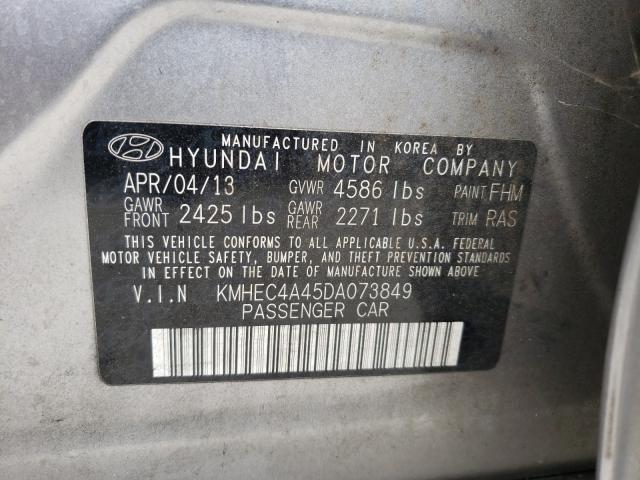 MANUFACTURED IN KOREA BY
HYUNDAI MOTOR COMPANY
APR/04/13 GVWR 4586 lbs PAINT FHM
GAWR FRONT 2425 lbs GAWR REAR 2271 lbs TRIM RAS
THIS VEHICLE CONFORMS TO ALL APPLICABLE U.S.A. FEDERAL
MOTOR VEHICLE SAFETY, BUMPER, AND THEFT PREVENTION STANDARDS
IN EFFECT ON THE DATE OF MANUFACTURE SHOWN ABOVE
V.I.N KMHEC4A45DA073849
PASSENGER CAR